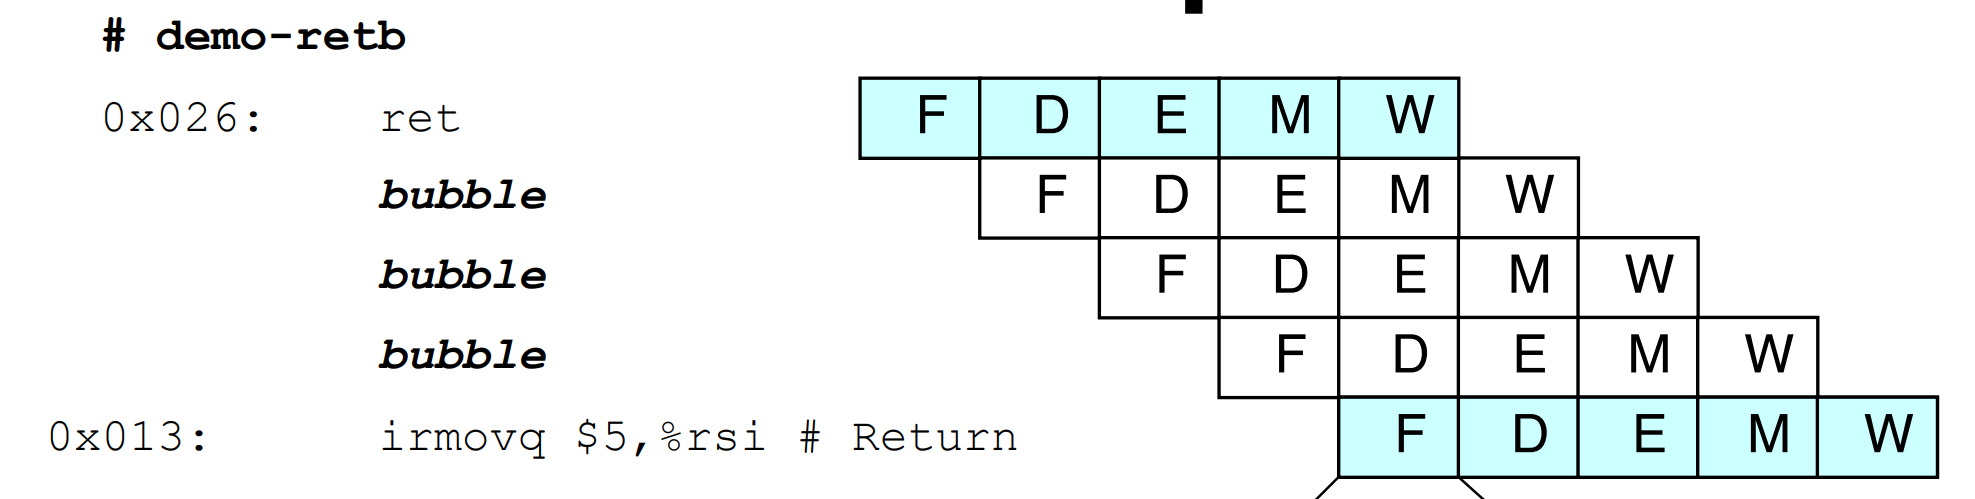 # demo-retb
0x026: ret F D E M W
bubble F D E M W
bubble F D E M W
bubble F D E M W
0x013: irmovq $5,%rsi # Return F D E M W